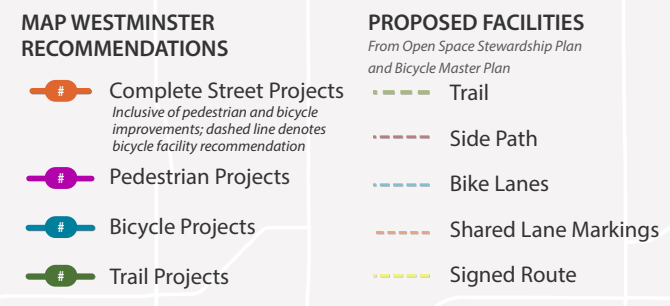 MAP WESTMINSTER
RECOMMENDATIONS
# Complete Street Projects
Inclusive of pedestrian and bicycle
improvements; dashed line denotes
bicycle facility recommendation
# Pedestrian Projects
# Bicycle Projects
# Trail Projects
PROPOSED FACILITIES
From Open Space Stewardship Plan
and Bicycle Master Plan
Trail
Side Path
Bike Lanes
Shared Lane Markings
Signed Route